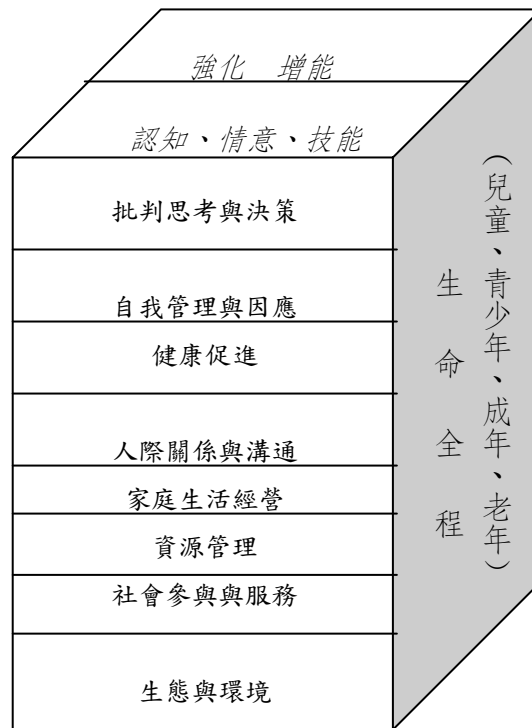 強化 增能
認知、情意、技能
批判思考與決策
自我管理與因應
健康促進
人際關係與溝通
家庭生活經營
資源管理
社會參與與服務
生態與環境
生命全程
(兒童、青少年、成年、老年)